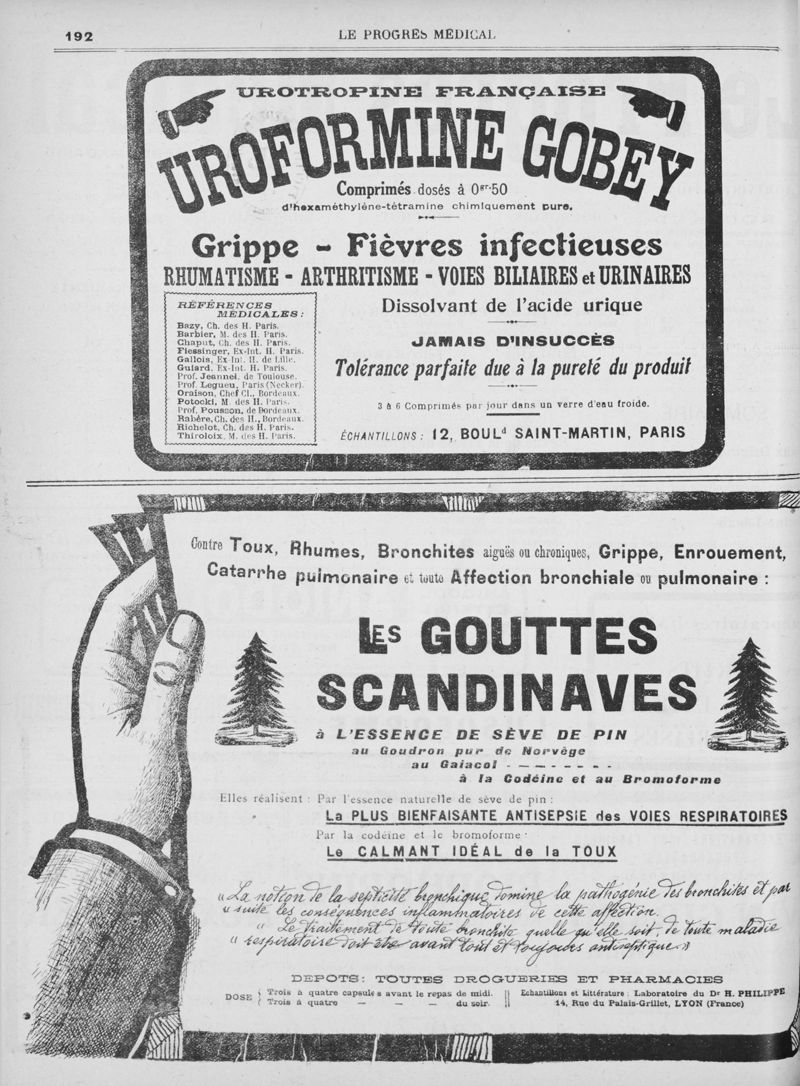 192
LE PROGRÈS MÉDICAL
UROTROPINE FRANÇAISE
UROFORMINE GOBEY
Comprimés dosés à 0gr.50
d'hexaméthylène-tétramine chimiquement pure.
Grippe - Fièvres infectieuses
RHUMATISME - ARTHRITISME - VOIES BILIAIRES et URINAIRES
RÉFÉRENCES
MÉDICALES :
Bazy, Ch. des H. Paris.
Barbier, M. des H. Paris.
Chaput, Ch. des H. Paris.
Flessinger, Ex-Int. H. Paris.
Gallois, Ex-Int. H. de Lille.
Guiard, Ex-Int. H. Paris.
Prof. Jeannel, de Toulouse.
Prof. Legueu, Paris (Necker).
Oraison, Chef Cl., Bordeaux.
Potocki, M. des H. Paris.
Prof. Pousson, de Bordeaux.
Rabère, Ch. des H., Bordeaux.
Richelot, Ch. des H. Paris.
Thiroloix, M. des H. Paris.
Dissolvant de l'acide urique
JAMAIS D'INSUCCÈS
Tolérance parfaite due à la pureté du produit
3 à 6 Comprimés par jour dans un verre d'eau froide.
ÉCHANTILLONS : 12, BOULd SAINT-MARTIN, PARIS
Contre Toux, Rhumes, Bronchites aiguës ou chroniques, Grippe, Enrouement,
Catarrhe pulmonaire et toute Affection bronchiale ou pulmonaire :
LES GOUTTES
SCANDINAVES
à L'ESSENCE DE SÈVE DE PIN
au Goudron pur de Norvège
au Gaïacol - — — - - - - -
à la Codéine et au Bromoforme
Elles réalisent : Par l'essence naturelle de sève de pin :
La PLUS BIENFAISANTE ANTISEPSIE des VOIES RESPIRATOIRES
Par la codéine et le bromoforme :
Le CALMANT IDÉAL de la TOUX
« La notion de la septicité bronchique domine la pathogénie des bronchites et par
« suite les conséquences inflammatoires de cette affection.
« Le traitement de toute bronchite quelle qu'elle soit, de toute maladie
« respiratoire doit être avant tout et toujours antiseptique »
DEPOTS : TOUTES DROGUERIES ET PHARMACIES
DOSE { Trois à quatre capsules avant le repas de midi.
Trois à quatre — — — du soir.
Echantillons et Littérature : Laboratoire du Dr H. PHILIPPE
14, Rue du Palais-Grillet, LYON (France)